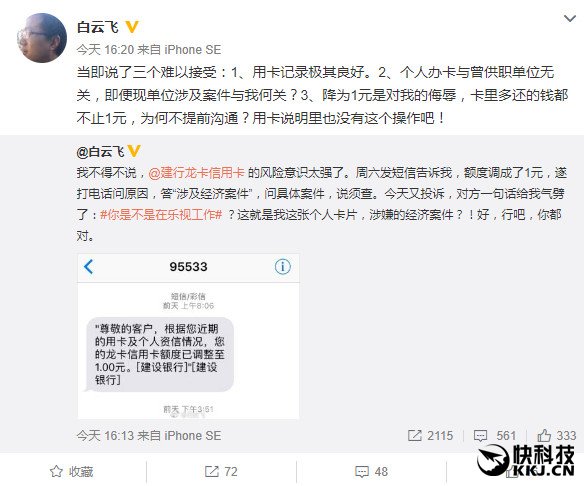 白云飞
今天 16:20 来自 iPhone SE
当即说了三个难以接受：1、用卡记录极其良好。2、个人办卡与曾供职单位无
关，即便现单位涉及案件与我何关？3、降为1元是对我的侮辱，卡里多还的钱都
不止1元，为何不提前沟通？用卡说明里也没有这个操作吧！
@白云飞
我不得不说，@建行龙卡信用卡 的风险意识太强了。周六发短信告诉我，额度调成了1元，遂
打电话问原因，答“涉及经济案件”，问具体案件，说须查。今天又投诉，对方一句话给我气劈
了：#你是不是在乐视工作# ？这就是我这张个人卡片，涉嫌的经济案件？！好，行吧，你都
对。
95533
短信/彩信
前天 上午8:06
"尊敬的客户，根据您近期
的用卡及个人资信情况，您
的龙卡信用卡额度已调整至
1.00元。[建设银行]"[建设
银行]
前天 下午3:51
今天 16:13 来自 iPhone SE 2115 561 333
收藏 72 48
快科技
KKJ.CN